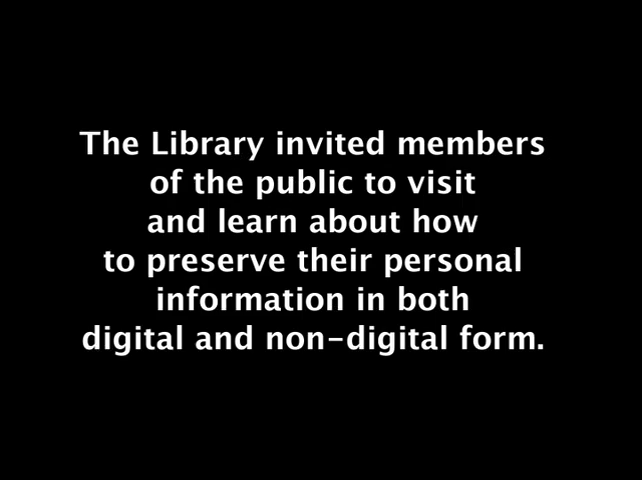 The Library invited members
of the public to visit
and learn about how
to preserve their personal
information in both
digital and non-digital form.